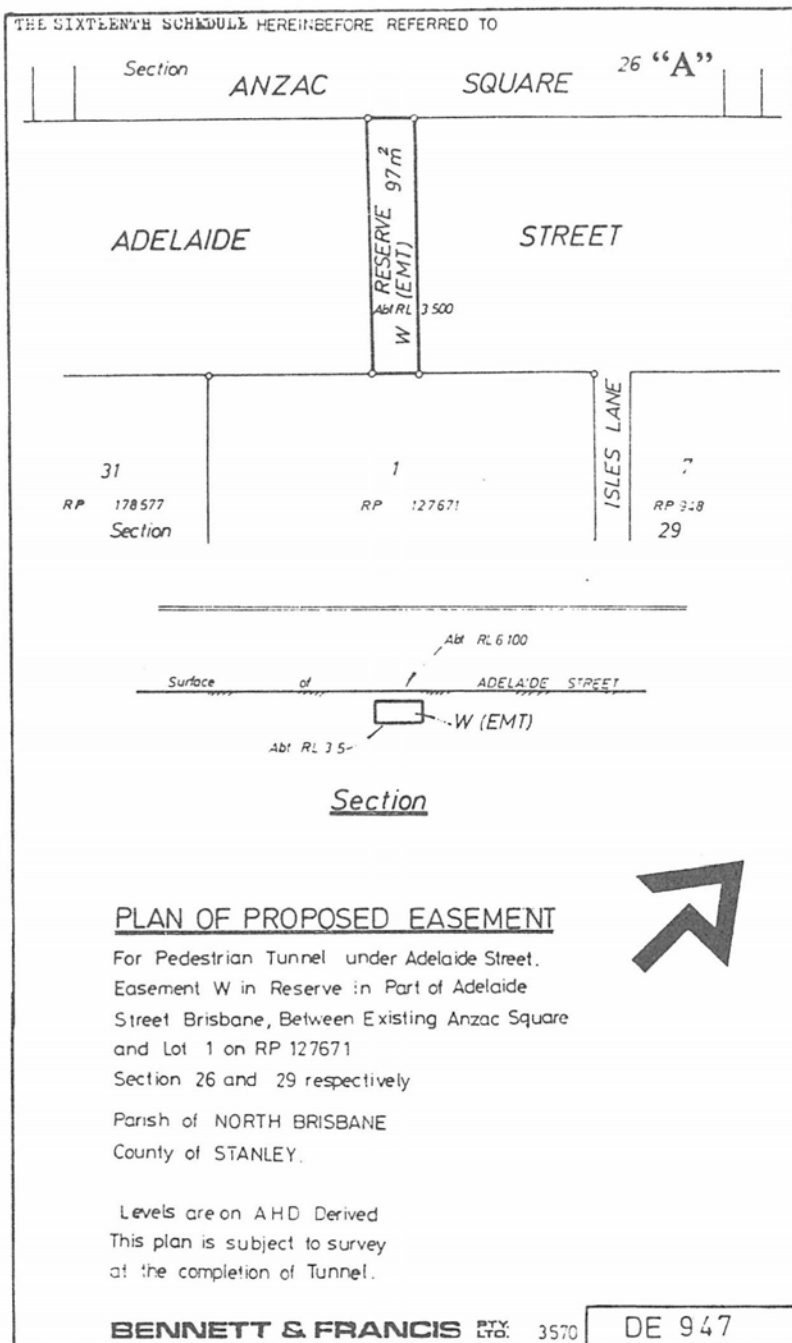 THE SIXTEENTH SCHEDULE HEREINBEFORE REFERRED TO
Section 26 "A"
ANZAC SQUARE
RESERVE 97m²
W (EMT)
Abt RL 3 500
ADELAIDE STREET
ISLES LANE
31 1 7
RP 178577 RP 127671 RP
Section 29
Abt RL 6 100
Surface of ADELAIDE STREET
W (EMT)
Abt RL 3 5
Section
PLAN OF PROPOSED EASEMENT
For Pedestrian Tunnel under Adelaide Street.
Easement W in Reserve in Part of Adelaide
Street Brisbane, Between Existing Anzac Square
and Lot 1 on RP 127671
Section 26 and 29 respectively
Parish of NORTH BRISBANE
County of STANLEY.
Levels are on AHD Derived
This plan is subject to survey
at the completion of Tunnel.
BENNETT & FRANCIS PTY. LTD. 3570 DE 947